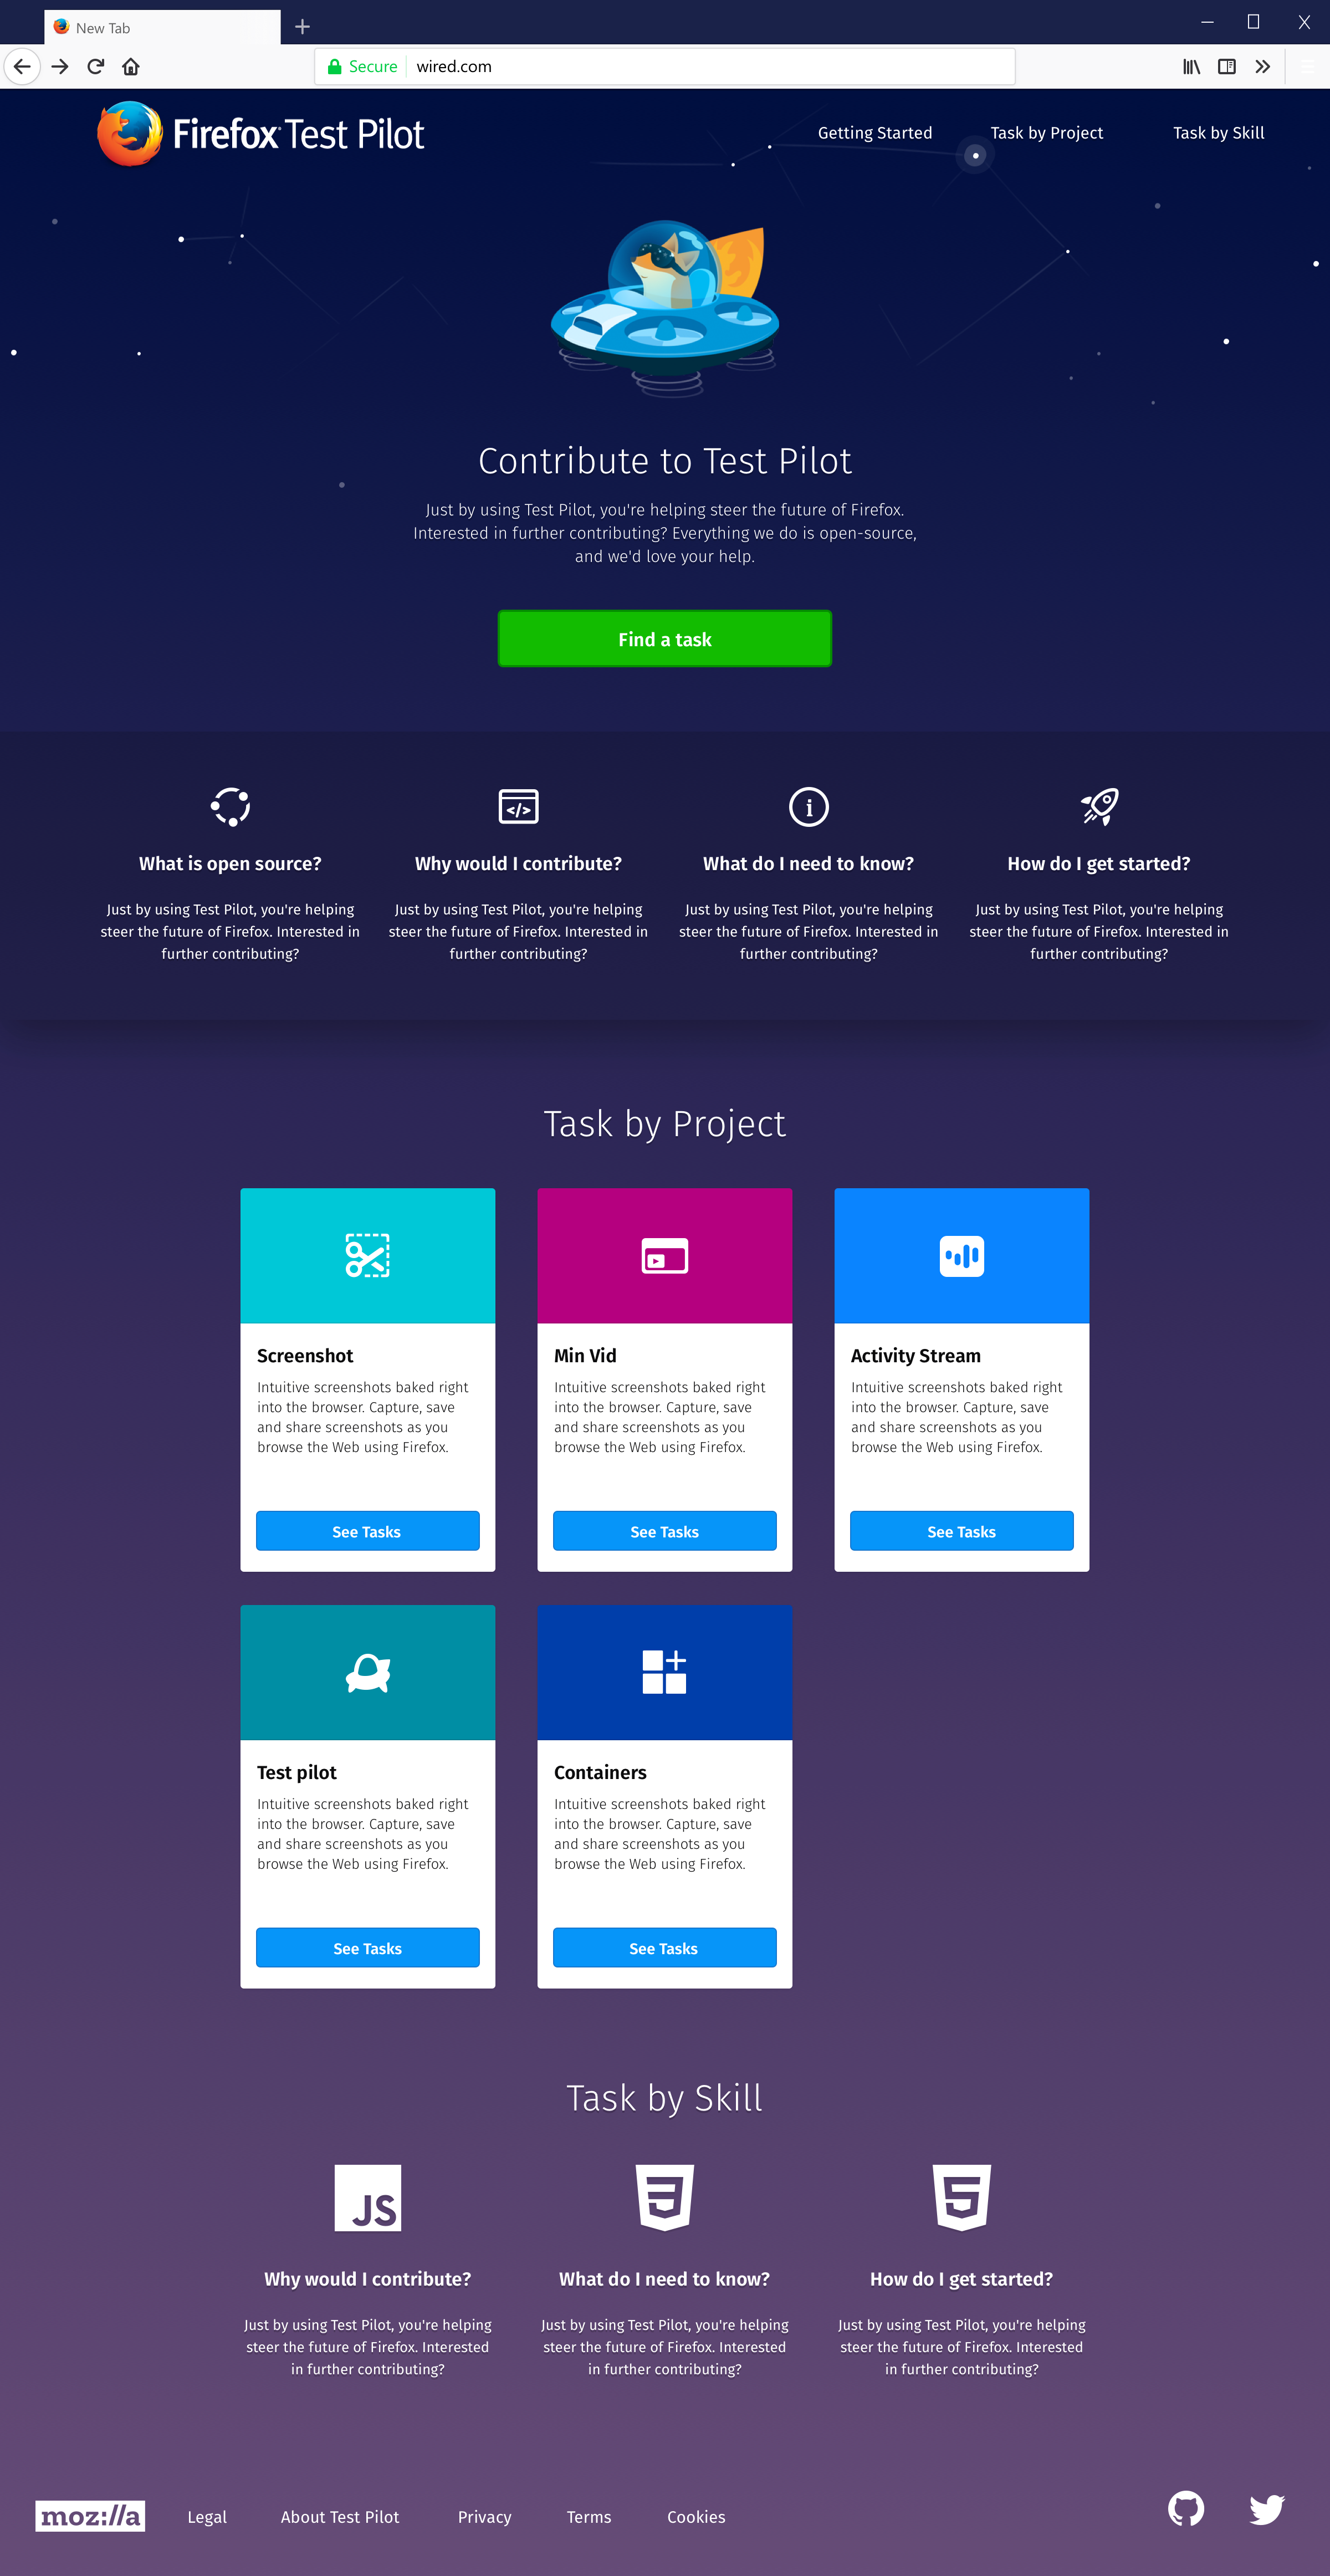 New Tab
Secure wired.com
Firefox Test Pilot
Getting Started Task by Project Task by Skill
Contribute to Test Pilot
Just by using Test Pilot, you're helping steer the future of Firefox.
Interested in further contributing? Everything we do is open-source,
and we'd love your help.
Find a task
What is open source?
Just by using Test Pilot, you're helping
steer the future of Firefox. Interested in
further contributing?
</>
Why would I contribute?
Just by using Test Pilot, you're helping
steer the future of Firefox. Interested in
further contributing?
i
What do I need to know?
Just by using Test Pilot, you're helping
steer the future of Firefox. Interested in
further contributing?
How do I get started?
Just by using Test Pilot, you're helping
steer the future of Firefox. Interested in
further contributing?
Task by Project
Screenshot
Intuitive screenshots baked right
into the browser. Capture, save
and share screenshots as you
browse the Web using Firefox.
See Tasks
Min Vid
Intuitive screenshots baked right
into the browser. Capture, save
and share screenshots as you
browse the Web using Firefox.
See Tasks
Activity Stream
Intuitive screenshots baked right
into the browser. Capture, save
and share screenshots as you
browse the Web using Firefox.
See Tasks
Test pilot
Intuitive screenshots baked right
into the browser. Capture, save
and share screenshots as you
browse the Web using Firefox.
See Tasks
Containers
Intuitive screenshots baked right
into the browser. Capture, save
and share screenshots as you
browse the Web using Firefox.
See Tasks
Task by Skill
JS
Why would I contribute?
Just by using Test Pilot, you're helping
steer the future of Firefox. Interested
in further contributing?
3
What do I need to know?
Just by using Test Pilot, you're helping
steer the future of Firefox. Interested
in further contributing?
5
How do I get started?
Just by using Test Pilot, you're helping
steer the future of Firefox. Interested
in further contributing?
moz://a Legal About Test Pilot Privacy Terms Cookies